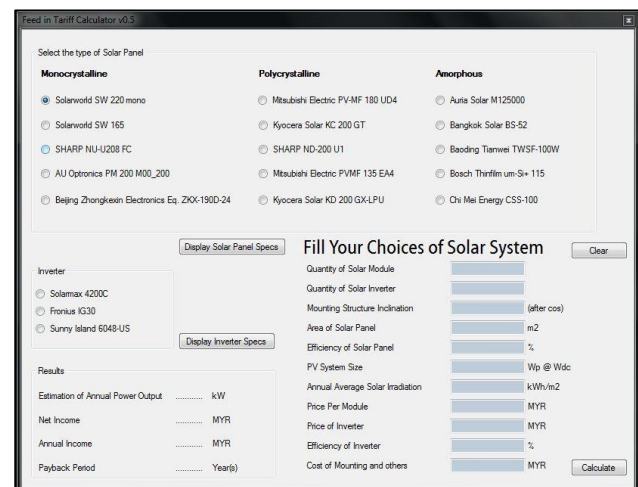 Feed in Tariff Calculator v0.5
Select the type of Solar Panel
Monocrystalline Polycrystalline Amorphous
Solarworld SW 220 mono Mitsubishi Electric PV-MF 180 UD4 Auria Solar M125000
Solarworld SW 165 Kyocera Solar KC 200 GT Bangkok Solar BS-52
SHARP NU-U208 FC SHARP ND-200 U1 Baoding Tianwei TWSF-100W
AU Optronics PM 200 M00_200 Mitsubishi Electric PVMF 135 EA4 Bosch Thinfilm um-Si+ 115
Beijing Zhongkexin Electronics Eq. ZKX-190D-24 Kyocera Solar KD 200 GX-LPU Chi Mei Energy CSS-100
Display Solar Panel Specs
Inverter
Solarmax 4200C
Fronius IG30
Sunny Island 6048-US
Display Inverter Specs
Results
Estimation of Annual Power Output ............ kW
Net Income ............ MYR
Annual Income ............ MYR
Payback Period ............ Year(s)
Fill Your Choices of Solar System Clear
Quantity of Solar Module
Quantity of Solar Inverter
Mounting Structure Inclination (after cos)
Area of Solar Panel m2
Efficiency of Solar Panel %
PV System Size Wp @ Wdc
Annual Average Solar Irradiation kWh/m2
Price Per Module MYR
Price of Inverter MYR
Efficiency of Inverter %
Cost of Mounting and others MYR Calculate